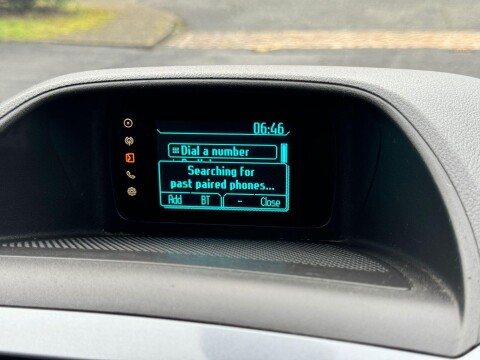 06:46
Dial a number
Searching for
past paired phones...
Add BT - Close